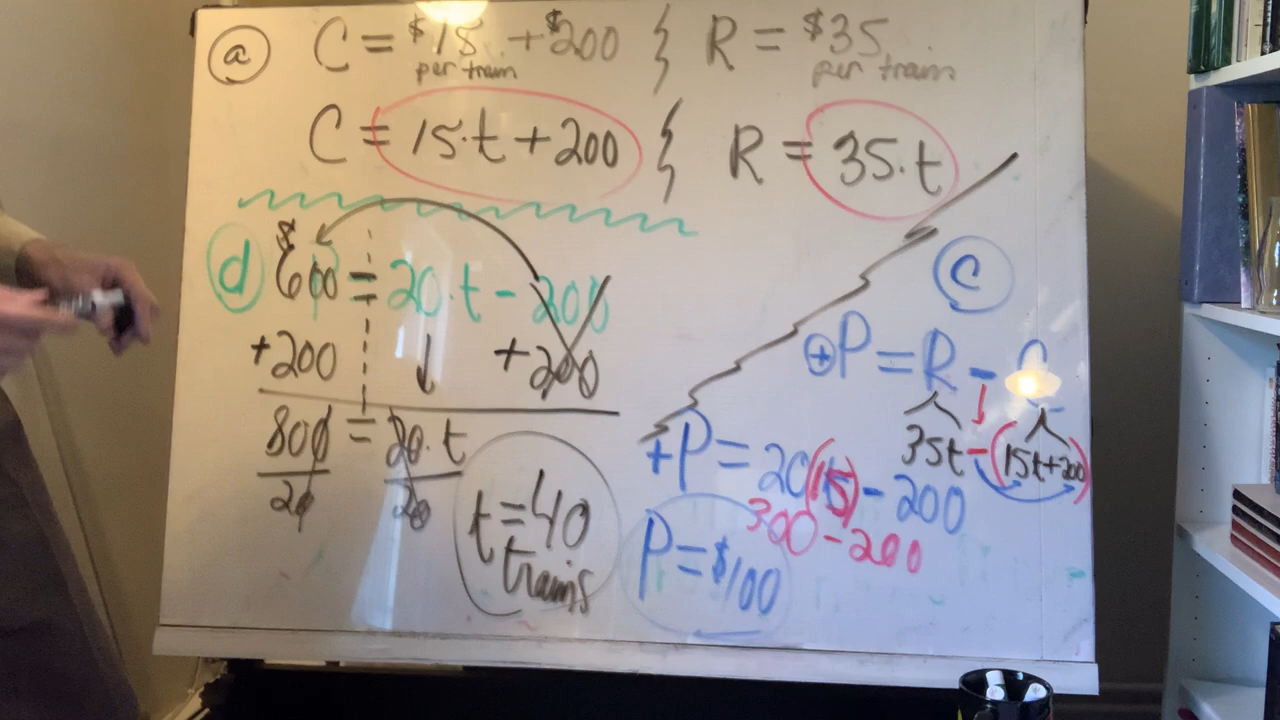 a C = $15 + $200 R = $35
per train per train
C = 15·t + 200 R = 35·t
d $600 = 20·t - 200
+200 +200
800 = 20·t
20 20
t = 40
trains
c
+P = R - C
35t - (15t+200)
+P = 20(15) - 200
300 - 200
P = $100